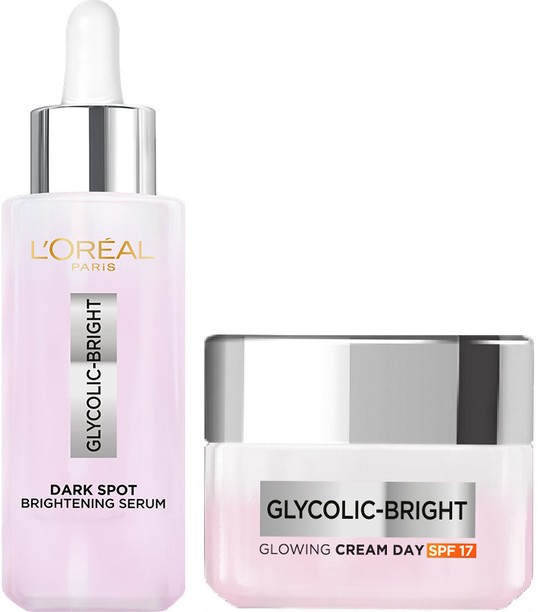 L'ORÉAL
PARIS
GLYCOLIC-BRIGHT
DARK SPOT
BRIGHTENING SERUM
GLYCOLIC-BRIGHT
GLOWING CREAM DAY SPF 17